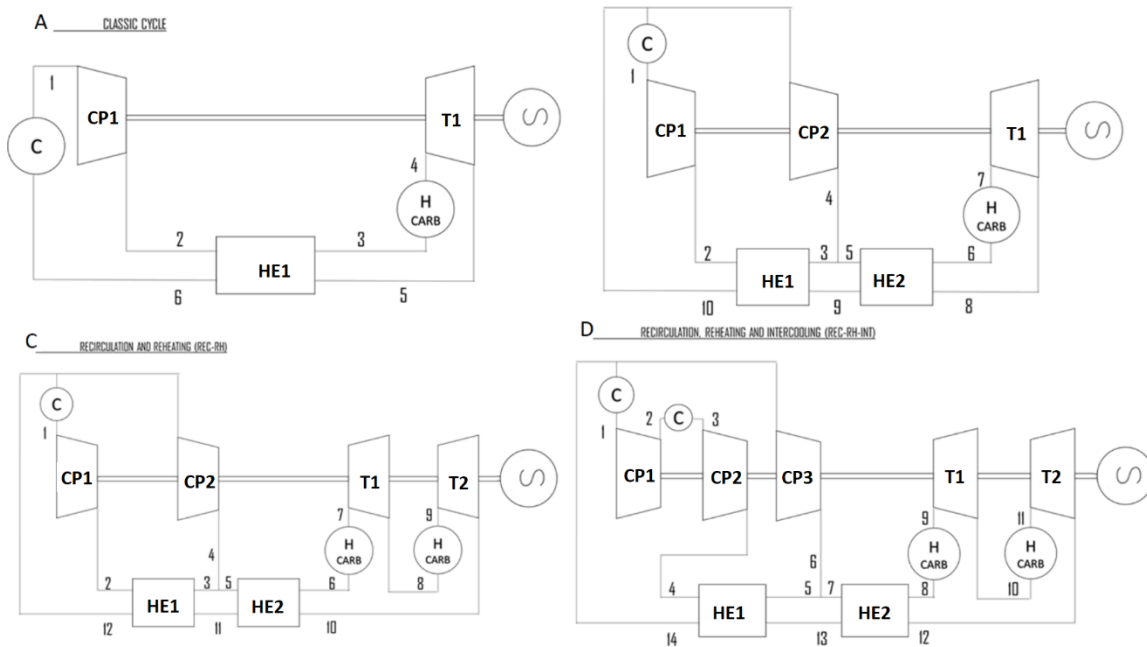 A CLASSIC CYCLE
1
CP1
T1
S
C
4
H
CARB
2
3
HE1
6
5
C
1
CP1
CP2
T1
S
7
4
H
CARB
2
3
5
6
HE1
HE2
10
9
8
C RECIRCULATION AND REHEATING (REC-RH)
C
1
CP1
CP2
T1
T2
S
7
9
4
H
CARB
H
CARB
2
3
5
6
8
HE1
HE2
12
11
10
D RECIRCULATION, REHEATING AND INTERCOOLING (REC-RH-INT)
C
2
C
3
1
CP1
CP2
CP3
T1
T2
S
9
11
6
H
CARB
H
CARB
4
5
7
8
10
HE1
HE2
14
13
12